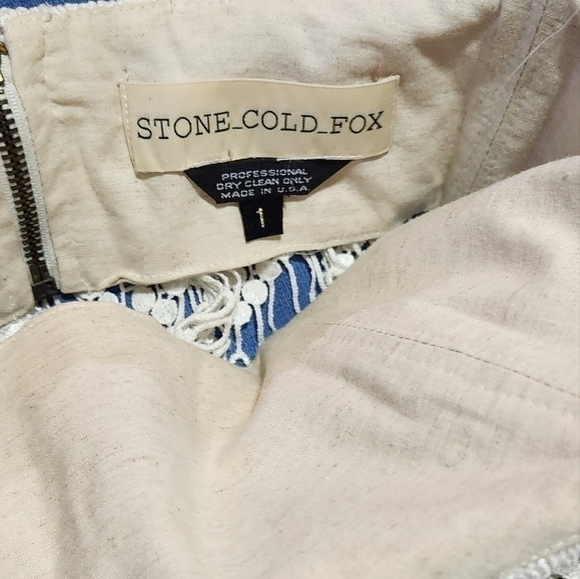 STONE_COLD_FOX
PROFESSIONAL
DRY CLEAN ONLY
MADE IN U.S.A.
1